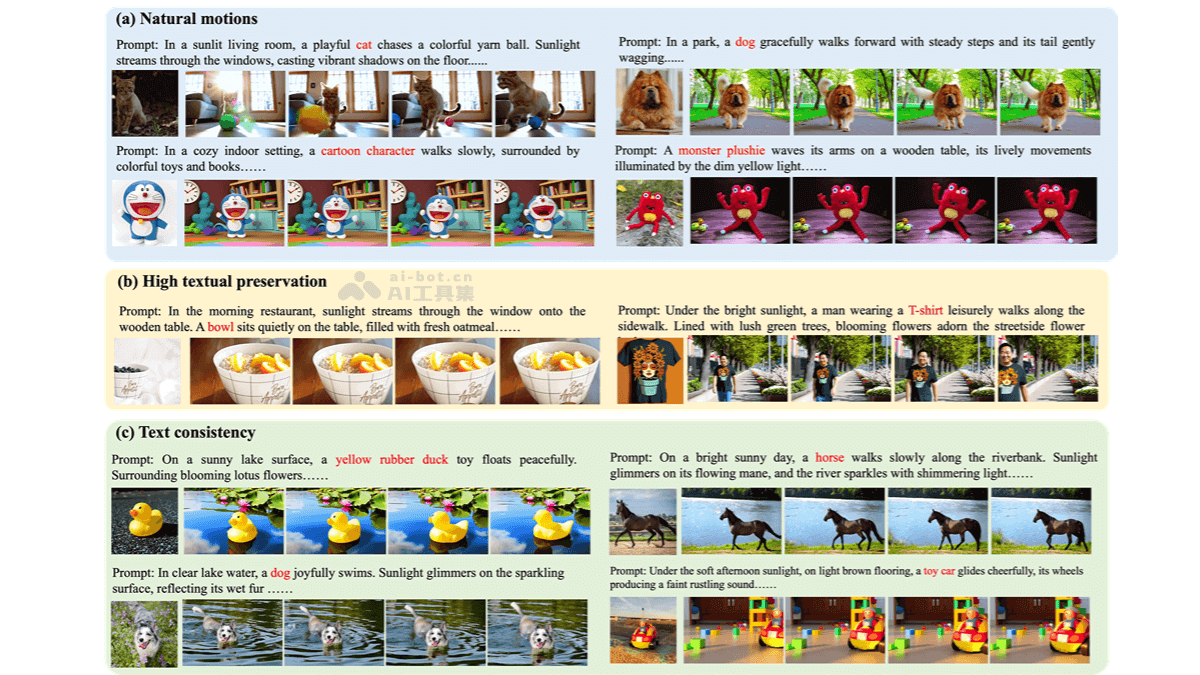 (a) Natural motions
Prompt: In a sunlit living room, a playful cat chases a colorful yarn ball. Sunlight
streams through the windows, casting vibrant shadows on the floor......
Prompt: In a park, a dog gracefully walks forward with steady steps and its tail gently
wagging......
Prompt: In a cozy indoor setting, a cartoon character walks slowly, surrounded by
colorful toys and books……
Prompt: A monster plushie waves its arms on a wooden table, its lively movements
illuminated by the dim yellow light……
(b) High textual preservation
ai-bot.cn
AI工具集
Prompt: In the morning restaurant, sunlight streams through the window onto the
wooden table. A bowl sits quietly on the table, filled with fresh oatmeal……
Prompt: Under the bright sunlight, a man wearing a T-shirt leisurely walks along the
sidewalk. Lined with lush green trees, blooming flowers adorn the streetside flower
(c) Text consistency
Prompt: On a sunny lake surface, a yellow rubber duck toy floats peacefully.
Surrounding blooming lotus flowers……
Prompt: On a bright sunny day, a horse walks slowly along the riverbank. Sunlight
glimmers on its flowing mane, and the river sparkles with shimmering light……
Prompt: In clear lake water, a dog joyfully swims. Sunlight glimmers on the sparkling
surface, reflecting its wet fur ……
Prompt: Under the soft afternoon sunlight, on light brown flooring, a toy car glides cheerfully, its wheels
producing a faint rustling sound……